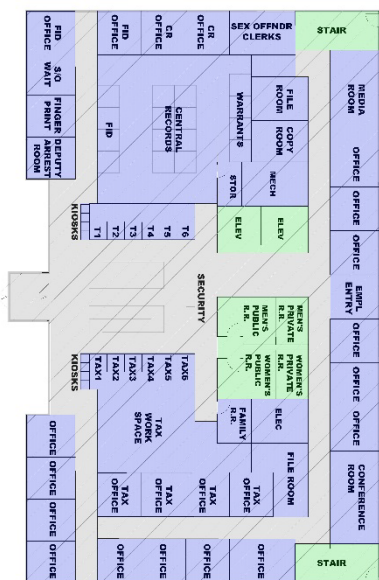 FID
OFFICE
CR
OFFICE
CR
OFFICE
SEX OFFNDR
CLERKS
STAIR
FID
OFFICE
S/O
WAIT
FINGER
PRINT
DEPUTY
ARREST
ROOM
FID
CENTRAL
RECORDS
WARRANTS
FILE
ROOM
COPY
ROOM
MEDIA
ROOM
OFFICE
STOR
MECH
OFFICE
KIOSKS
T1
T2
T3
T4
T5
T6
ELEV
ELEV
OFFICE
SECURITY
EMPL
ENTRY
MEN'S
PUBLIC
R.R.
MEN'S
PRIVATE
R.R.
OFFICE
KIOSKS
TAX1
TAX2
TAX3
TAX4
TAX5
TAX6
WOMEN'S
PUBLIC
R.R.
WOMEN'S
PRIVATE
R.R.
OFFICE
TAX
WORK
SPACE
FAMILY
R.R.
ELEC
OFFICE
OFFICE
OFFICE
OFFICE
OFFICE
TAX
OFFICE
TAX
OFFICE
TAX
OFFICE
TAX
OFFICE
FILE ROOM
CONFERENCE
ROOM
OFFICE
OFFICE
OFFICE
OFFICE
STAIR